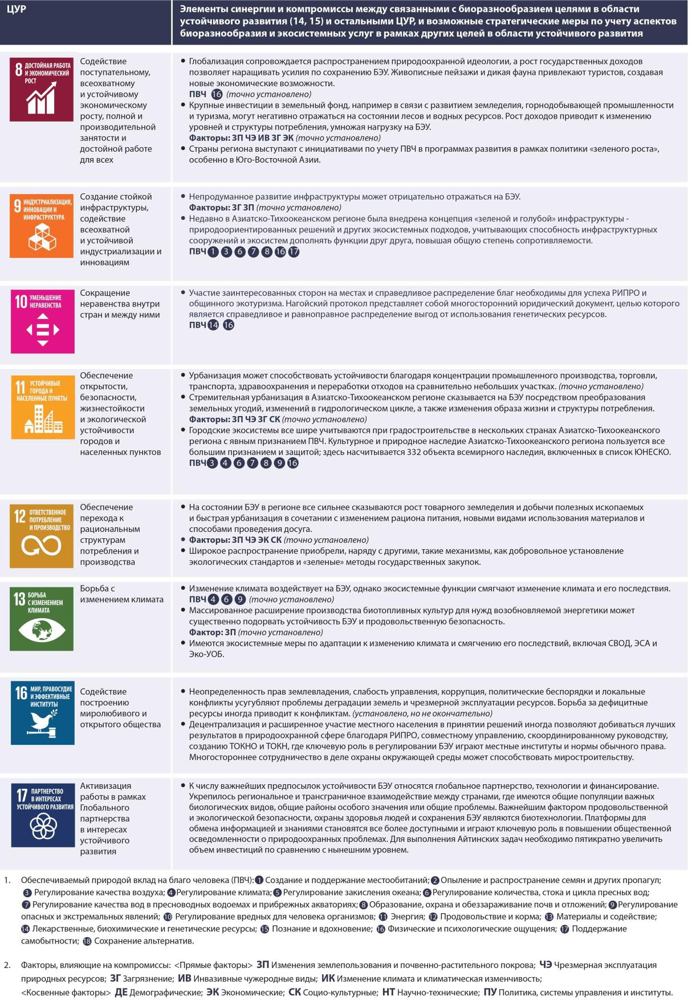 ЦУР
Элементы синергии и компромиссы между связанными с биоразнообразием целями в области
устойчивого развития (14, 15) и остальными ЦУР, и возможные стратегические меры по учету аспектов
биоразнообразия и экосистемных услуг в рамках других целей в области устойчивого развития
8 ДОСТОЙНАЯ РАБОТА
И ЭКОНОМИЧЕСКИЙ
РОСТ
Содействие
поступательному,
всеохватному
и устойчивому
экономическому
росту, полной и
производительной
занятости и
достойной работе
для всех
• Глобализация сопровождается распространением природоохранной идеологии, а рост государственных доходов
позволяет наращивать усилия по сохранению БЭУ. Живописные пейзажи и дикая фауна привлекают туристов, создавая
новые экономические возможности.
ПВЧ 16 (точно установлено)
• Крупные инвестиции в земельный фонд, например в связи с развитием земледелия, горнодобывающей промышленности
и туризма, могут негативно отражаться на состоянии лесов и водных ресурсов. Рост доходов приводит к изменению
уровней и структуры потребления, умножая нагрузку на БЭУ.
Факторы: ЗП ЧЭ ИВ ЗГ ЭК (точно установлено)
• Страны региона выступают с инициативами по учету ПВЧ в программах развития в рамках политики «зеленого роста»,
особенно в Юго-Восточной Азии.
9 ИНДУСТРИАЛИЗАЦИЯ,
ИННОВАЦИИ И
ИНФРАСТРУКТУРА
Создание стойкой
инфраструктуры,
содействие
всеохватной
и устойчивой
индустриализации и
инновациям
• Непродуманное развитие инфраструктуры может отрицательно отражаться на БЭУ.
Факторы: ЗГ ЗП (точно установлено)
• Недавно в Азиатско-Тихоокеанском регионе была внедрена концепция «зеленой и голубой» инфраструктуры -
природоориентированных решений и других экосистемных подходов, учитывающих способность инфраструктурных
сооружений и экосистем дополнять функции друг друга, повышая общую степень сопротивляемости.
ПВЧ 1 3 6 7 8 16 17
10 УМЕНЬШЕНИЕ
НЕРАВЕНСТВА
Сокращение
неравенства внутри
стран и между ними
• Участие заинтересованных сторон на местах и справедливое распределение благ необходимы для успеха РИПРО и
общинного экотуризма. Нагойский протокол представляет собой многосторонний юридический документ, целью которого
является справедливое и равноправное распределение выгод от использования генетических ресурсов.
ПВЧ 14 16
11 УСТОЙЧИВЫЕ
ГОРОДА И
НАСЕЛЕННЫЕ ПУНКТЫ
Обеспечение
открытости,
безопасности,
жизнестойкости
и экологической
устойчивости
городов и
населенных пунктов
• Урбанизация может способствовать устойчивости благодаря концентрации промышленного производства, торговли,
транспорта, здравоохранения и переработки отходов на сравнительно небольших участках. (точно установлено)
• Стремительная урбанизация в Азиатско-Тихоокеанском регионе сказывается на БЭУ посредством преобразования
земельных угодий, изменений в гидрологическом цикле, а также изменения образа жизни и структуры потребления.
Факторы: ЗП ЧЭ ЗГ СК (точно установлено)
• Городские экосистемы все шире учитываются при градостроительстве в нескольких странах Азиатско-Тихоокеанского
региона с явным признанием ПВЧ. Культурное и природное наследие Азиатско-Тихоокеанского региона пользуется все
большим признанием и защитой; здесь насчитывается 332 объекта всемирного наследия, включенных в список ЮНЕСКО.
ПВЧ 3 4 6 7 8 9 16
12 ОТВЕТСТВЕННОЕ
ПОТРЕБЛЕНИЕ
И ПРОИЗВОДСТВО
Обеспечение
перехода к
рациональным
структурам
потребления и
производства
• На состоянии БЭУ в регионе все сильнее сказываются рост товарного земледелия и добычи полезных ископаемых
и быстрая урбанизация в сочетании с изменением рациона питания, новыми видами использования материалов и
способами проведения досуга.
• Факторы: ЗП ЧЭ ЭК СК (точно установлено)
• Широкое распространение приобрели, наряду с другими, такие механизмы, как добровольное установление
экологических стандартов и «зеленые» методы государственных закупок.
13 БОРЬБА
С ИЗМЕНЕНИЕМ
КЛИМАТА
Борьба с
изменением климата
• Изменение климата воздействует на БЭУ, однако экосистемные функции смягчают изменение климата и его последствия.
ПВЧ 4 6 9 (точно установлено)
• Массированное расширение производства биотопливных культур для нужд возобновляемой энергетики может
существенно подорвать устойчивость БЭУ и продовольственную безопасность.
Фактор: ЗП (точно установлено)
• Имеются экосистемные меры по адаптации к изменению климата и смягчению его последствий, включая СВОД, ЭСА и
Эко-УОБ.
16 МИР, ПРАВОСУДИЕ
И ЭФФЕКТИВНЫЕ
ИНСТИТУТЫ
Содействие
построению
миролюбивого и
открытого общества
• Неопределенность прав землевладения, слабость управления, коррупция, политические беспорядки и локальные
конфликты усугубляют проблемы деградации земель и чрезмерной эксплуатации ресурсов. Борьба за дефицитные
ресурсы иногда приводит к конфликтам. (установлено, но не окончательно)
• Децентрализация и расширенное участие местного населения в принятии решений иногда позволяют добиваться лучших
результатов в природоохранной сфере благодаря РИПРО, совместному управлению, скоординированному руководству,
созданию ТОКНО и ТОКН, где ключевую роль в регулировании БЭУ играют местные институты и нормы обычного права.
Многостороннее сотрудничество в деле охраны окружающей среды может способствовать миростроительству.
17 ПАРТНЕРСТВО
В ИНТЕРЕСАХ
УСТОЙЧИВОГО РАЗВИТИЯ
Активизация
работы в рамках
Глобального
партнерства
в интересах
устойчивого
развития
• К числу важнейших предпосылок устойчивости БЭУ относятся глобальное партнерство, технологии и финансирование.
Укрепилось региональное и трансграничное взаимодействие между странами, где имеются общие популяции важных
биологических видов, общие районы особого значения или общие проблемы. Важнейшим фактором продовольственной
и экологической безопасности, охраны здоровья людей и сохранения БЭУ являются биотехнологии. Платформы для
обмена информацией и знаниями становятся все более доступными и играют ключевую роль в повышении общественной
осведомленности о природоохранных проблемах. Для выполнения Айтинских задач необходимо пятикратно увеличить
объем инвестиций по сравнению с нынешним уровнем.
1. Обеспечиваемый природой вклад на благо человека (ПВЧ): 1 Создание и поддержание местообитаний; 2 Опыление и распространение семян и других пропагул;
3 Регулирование качества воздуха; 4 Регулирование климата; 5 Регулирование закисления океана; 6 Регулирование количества, стока и цикла пресных вод;
7 Регулирование качества вод в пресноводных водоемах и прибрежных акваториях; 8 Образование, охрана и обеззараживание почв и отложений; 9 Регулирование
опасных и экстремальных явлений; 10 Регулирование вредных для человека организмов; 11 Энергия; 12 Продовольствие и корма; 13 Материалы и содействие;
14 Лекарственные, биохимические и генетические ресурсы; 15 Познание и вдохновение; 16 Физические и психологические ощущения; 17 Поддержание
самобытности; 18 Сохранение альтернатив.
2. Факторы, влияющие на компромиссы: <Прямые факторы> ЗП Изменения землепользования и почвенно-растительного покрова; ЧЭ Чрезмерная эксплуатация
природных ресурсов; ЗГ Загрязнение; ИВ Инвазивные чужеродные виды; ИК Изменение климата и климатическая изменчивость;
<Косвенные факторы> ДЕ Демографические; ЭК Экономические; СК Социо-культурные; НТ Научно-технические; ПУ Политика, системы управления и институты.